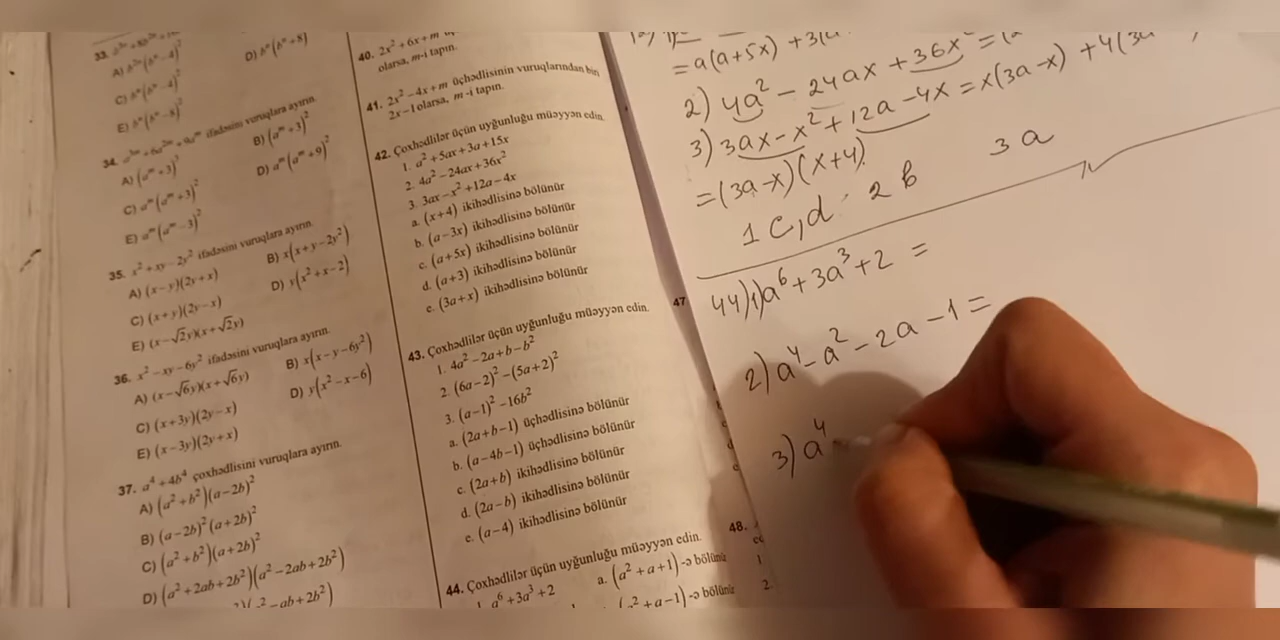 33.
A) b²ⁿ(bⁿ−4)²
C) bⁿ(bⁿ−4)²
D) bⁿ(bⁿ+8)
E) bⁿ(bⁿ−8)²
34. a³ᵐ+6a²ᵐ+9aᵐ ifadəsini vuruqlara ayırın.
A) (aᵐ+3)³
B) (aᵐ+3)²
C) aᵐ(aᵐ+3)²
D) aᵐ(aᵐ+9)²
E) aᵐ(aᵐ−3)²
35. x²+xy−2y² ifadəsini vuruqlara ayırın.
A) (x−y)(2y+x)
B) x(x+y−2y²)
C) (x+y)(2y−x)
D) y(x²+x−2)
E) (x−√2y)(x+√2y)
36. x²−xy−6y² ifadəsini vuruqlara ayırın.
A) (x−√6y)(x+√6y)
B) x(x−y−6y²)
C) (x+3y)(2y−x)
D) y(x²−x−6)
E) (x−3y)(2y+x)
37. a⁴+4b⁴ çoxhədlisini vuruqlara ayırın.
A) (a²+b²)(a−2b)²
B) (a−2b)²(a+2b)²
C) (a²+b²)(a+2b)²
D) (a²+2ab+2b²)(a²−2ab+2b²)
−ab+2b²)
40. 2x²+6x+m
olarsa, m-i tapın.
41. 2x²−4x+m üçhədlisinin vuruqlarından biri
2x−1 olarsa, m-i tapın.
42. Çoxhədlilər üçün uyğunluğu müəyyən edin.
1. a²+5ax+3a+15x
2. 4a²−24ax+36x²
3. 3ax−x²+12a−4x
a. (x+4) ikihədlisinə bölünür
b. (a−3x) ikihədlisinə bölünür
c. (a+5x) ikihədlisinə bölünür
d. (a+3) ikihədlisinə bölünür
e. (3a+x) ikihədlisinə bölünür
43. Çoxhədlilər üçün uyğunluğu müəyyən edin.
1. 4a²−2a+b−b²
2. (6a−2)²−(5a+2)²
3. (a−1)²−16b²
a. (2a+b−1) üçhədlisinə bölünür
b. (a−4b−1) üçhədlisinə bölünür
c. (2a+b) ikihədlisinə bölünür
d. (2a−b) ikihədlisinə bölünür
e. (a−4) ikihədlisinə bölünür
44. Çoxhədlilər üçün uyğunluğu müəyyən edin.
a⁶+3a³+2
a. (a²+a+1)-ə bölünür
+a−1)-ə bölünür
47
48.
1
2.
=a(a+5x)+3(a
2) 4a²−24ax+36x²=(2
3) 3ax−x²+12a−4x=x(3a−x)+4(3a
=(3a−x)(x+4)
3a
1 c,d 2 b
44) 1) a⁶+3a³+2=
2) a⁴−a²−2a−1=
3) a⁴